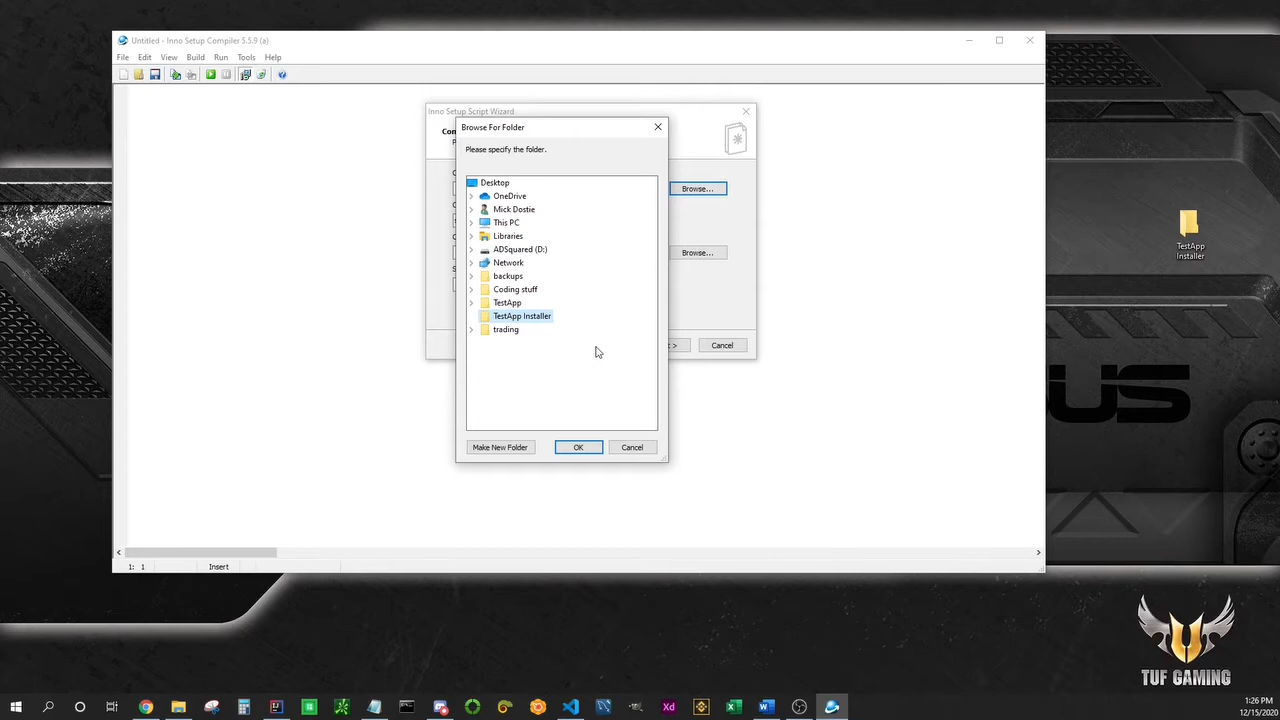 Untitled - Inno Setup Compiler 5.5.9 (a)
File Edit View Build Run Tools Help
Inno Setup Script Wizard
Browse For Folder
Please specify the folder.
Desktop
OneDrive
Mick Dostie
This PC
Libraries
ADSquared (D:)
Network
backups
Coding stuff
TestApp
TestApp Installer
trading
Make New Folder
OK
Cancel
Browse...
Browse...
>
Cancel
1: 1
Insert
TestApp
Installer
TUF GAMING
Xd
1:26 PM
12/15/2020